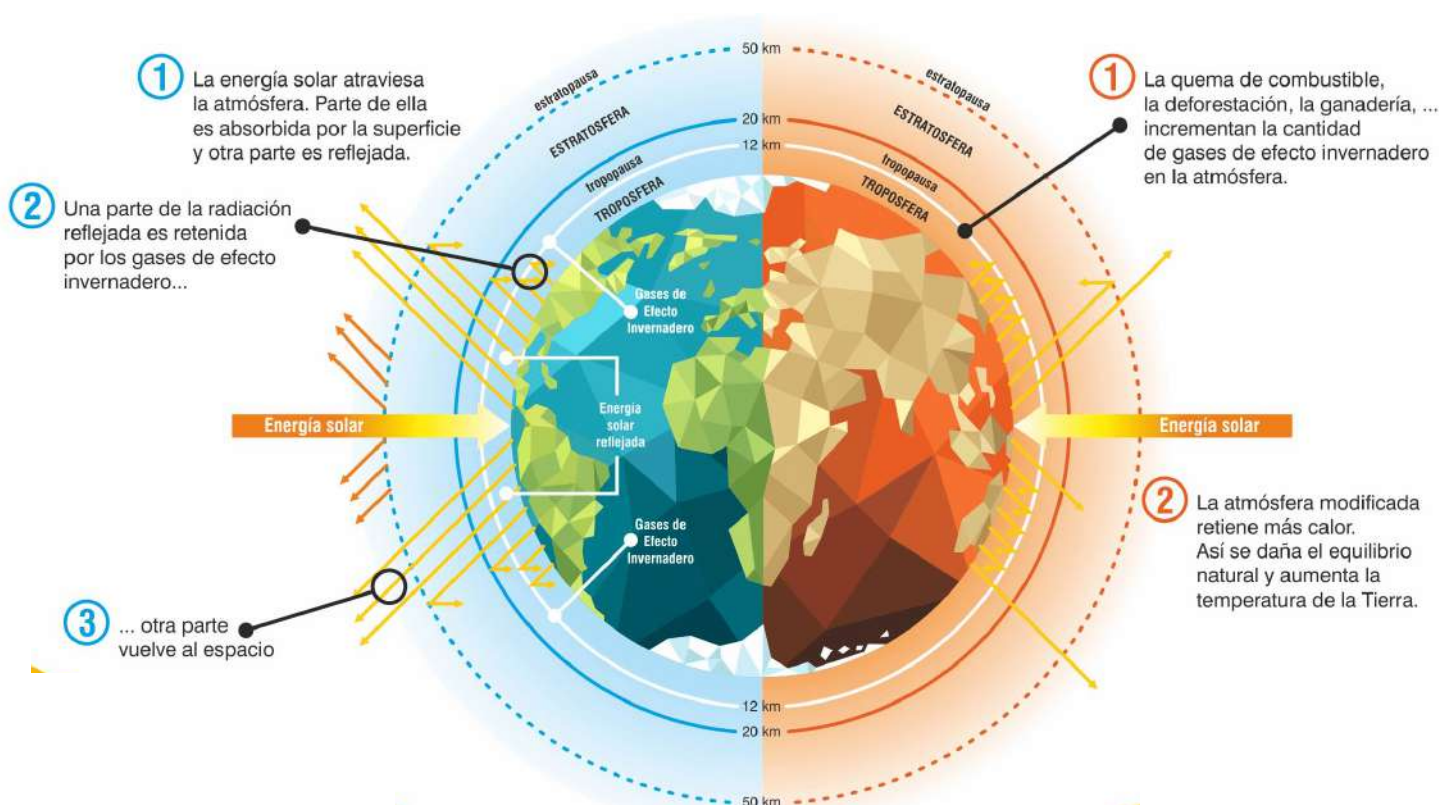 1
La energía solar atraviesa
la atmósfera. Parte de ella
es absorbida por la superficie
y otra parte es reflejada.
2
Una parte de la radiación
reflejada es retenida
por los gases de efecto
invernadero...
3
... otra parte
vuelve al espacio
Energía solar
50 km
20 km
12 km
estratopausa
ESTRATOSFERA
tropopausa
TROPOSFERA
Gases de
Efecto
Invernadero
Energía
solar
reflejada
Gases de
Efecto
Invernadero
12 km
20 km
50 km
estratopausa
ESTRATOSFERA
tropopausa
TROPOSFERA
1
La quema de combustible,
la deforestación, la ganadería, ...
incrementan la cantidad
de gases de efecto invernadero
en la atmósfera.
Energía solar
2
La atmósfera modificada
retiene más calor.
Así se daña el equilibrio
natural y aumenta la
temperatura de la Tierra.